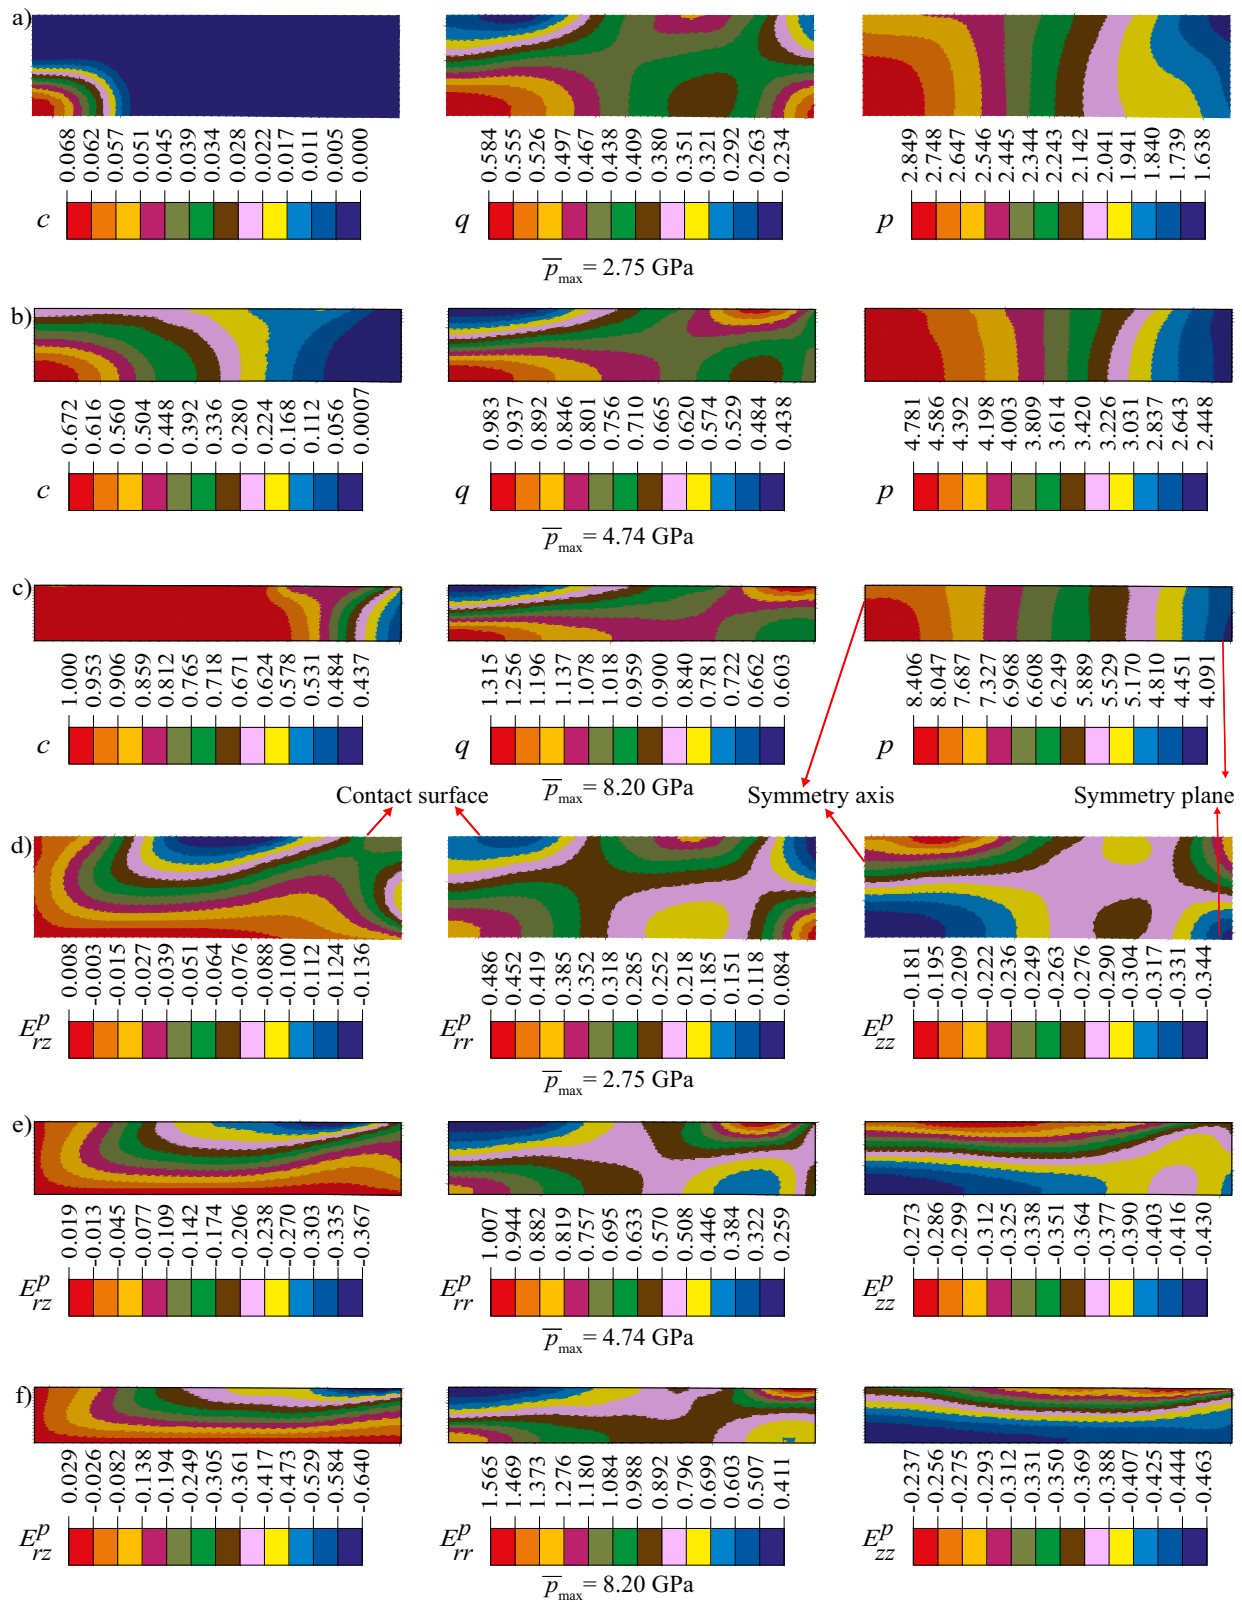 a)
0.068 0.062 0.057 0.051 0.045 0.039 0.034 0.028 0.022 0.017 0.011 0.005 0.000
c
0.584 0.555 0.526 0.497 0.467 0.438 0.409 0.380 0.351 0.321 0.292 0.263 0.234
q
2.849 2.748 2.647 2.546 2.445 2.344 2.243 2.142 2.041 1.941 1.840 1.739 1.638
p
p̅max = 2.75 GPa
b)
0.672 0.616 0.560 0.504 0.448 0.392 0.336 0.280 0.224 0.168 0.112 0.056 0.0007
c
0.983 0.937 0.892 0.846 0.801 0.756 0.710 0.665 0.620 0.574 0.529 0.484 0.438
q
4.781 4.586 4.392 4.198 4.003 3.809 3.614 3.420 3.226 3.031 2.837 2.643 2.448
p
p̅max = 4.74 GPa
c)
1.000 0.953 0.906 0.859 0.812 0.765 0.718 0.671 0.624 0.578 0.531 0.484 0.437
c
1.315 1.256 1.196 1.137 1.078 1.018 0.959 0.900 0.840 0.781 0.722 0.662 0.603
q
8.406 8.047 7.687 7.327 6.968 6.608 6.249 5.889 5.529 5.170 4.810 4.451 4.091
p
p̅max = 8.20 GPa
Contact surface
Symmetry axis
Symmetry plane
d)
0.008 -0.003 -0.015 -0.027 -0.039 -0.051 -0.064 -0.076 -0.088 -0.100 -0.112 -0.124 -0.136
E^p_rz
0.486 0.452 0.419 0.385 0.352 0.318 0.285 0.252 0.218 0.185 0.151 0.118 0.084
E^p_rr
-0.181 -0.195 -0.209 -0.222 -0.236 -0.249 -0.263 -0.276 -0.290 -0.304 -0.317 -0.331 -0.344
E^p_zz
p̅max = 2.75 GPa
e)
0.019 -0.013 -0.045 -0.077 -0.109 -0.142 -0.174 -0.206 -0.238 -0.270 -0.303 -0.335 -0.367
E^p_rz
1.007 0.944 0.882 0.819 0.757 0.695 0.633 0.570 0.508 0.446 0.384 0.322 0.259
E^p_rr
-0.273 -0.286 -0.299 -0.312 -0.325 -0.338 -0.351 -0.364 -0.377 -0.390 -0.403 -0.416 -0.430
E^p_zz
p̅max = 4.74 GPa
f)
0.029 -0.026 -0.082 -0.138 -0.194 -0.249 -0.305 -0.361 -0.417 -0.473 -0.529 -0.584 -0.640
E^p_rz
1.565 1.469 1.373 1.276 1.180 1.084 0.988 0.892 0.796 0.699 0.603 0.507 0.411
E^p_rr
-0.237 -0.256 -0.275 -0.293 -0.312 -0.331 -0.350 -0.369 -0.388 -0.407 -0.425 -0.4444 -0.463
E^p_zz
p̅max = 8.20 GPa